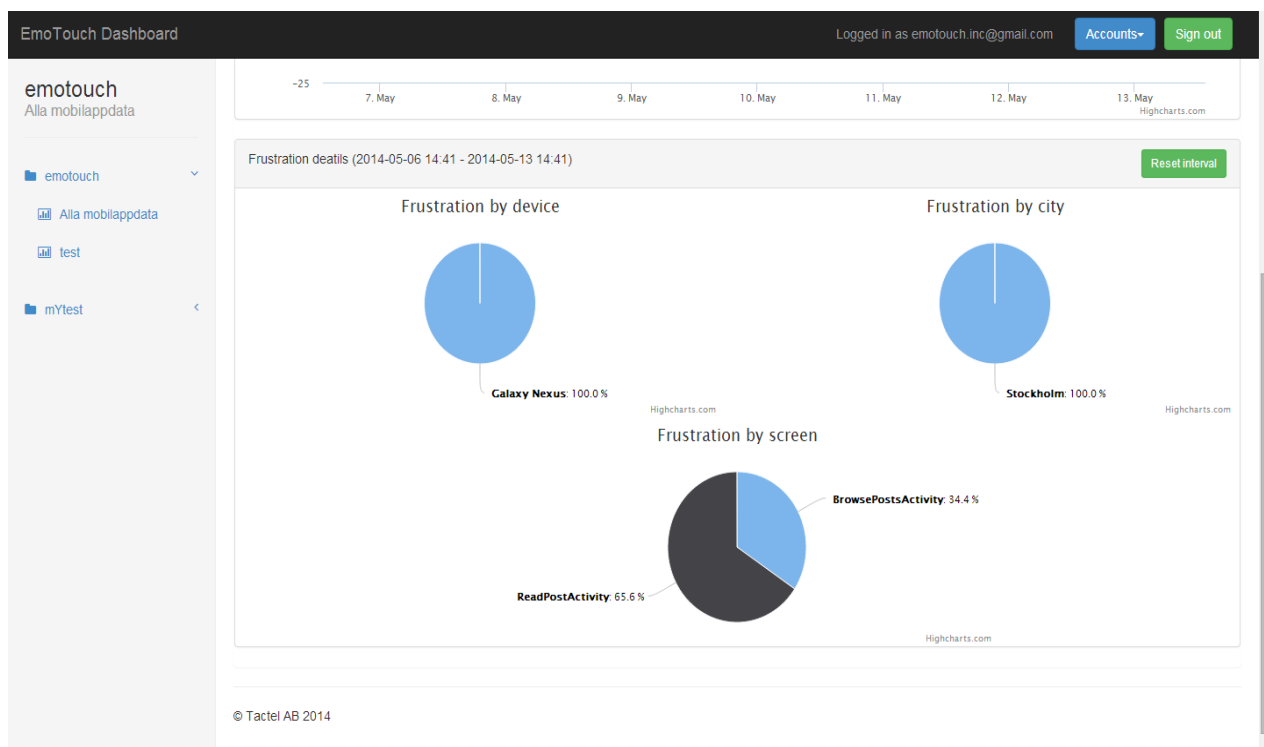 EmoTouch Dashboard
Logged in as emotouch.inc@gmail.com
Accounts
Sign out
emotouch
Alla mobilappdata
emotouch
Alla mobilappdata
test
mYtest
-25
7. May 8. May 9. May 10. May 11. May 12. May 13. May
Highcharts.com
Frustration deatils (2014-05-06 14:41 - 2014-05-13 14:41)
Reset interval
Frustration by device
Galaxy Nexus: 100.0 %
Highcharts.com
Frustration by city
Stockholm: 100.0 %
Highcharts.com
Frustration by screen
BrowsePostsActivity: 34.4 %
ReadPostActivity: 65.6 %
Highcharts.com
© Tactel AB 2014